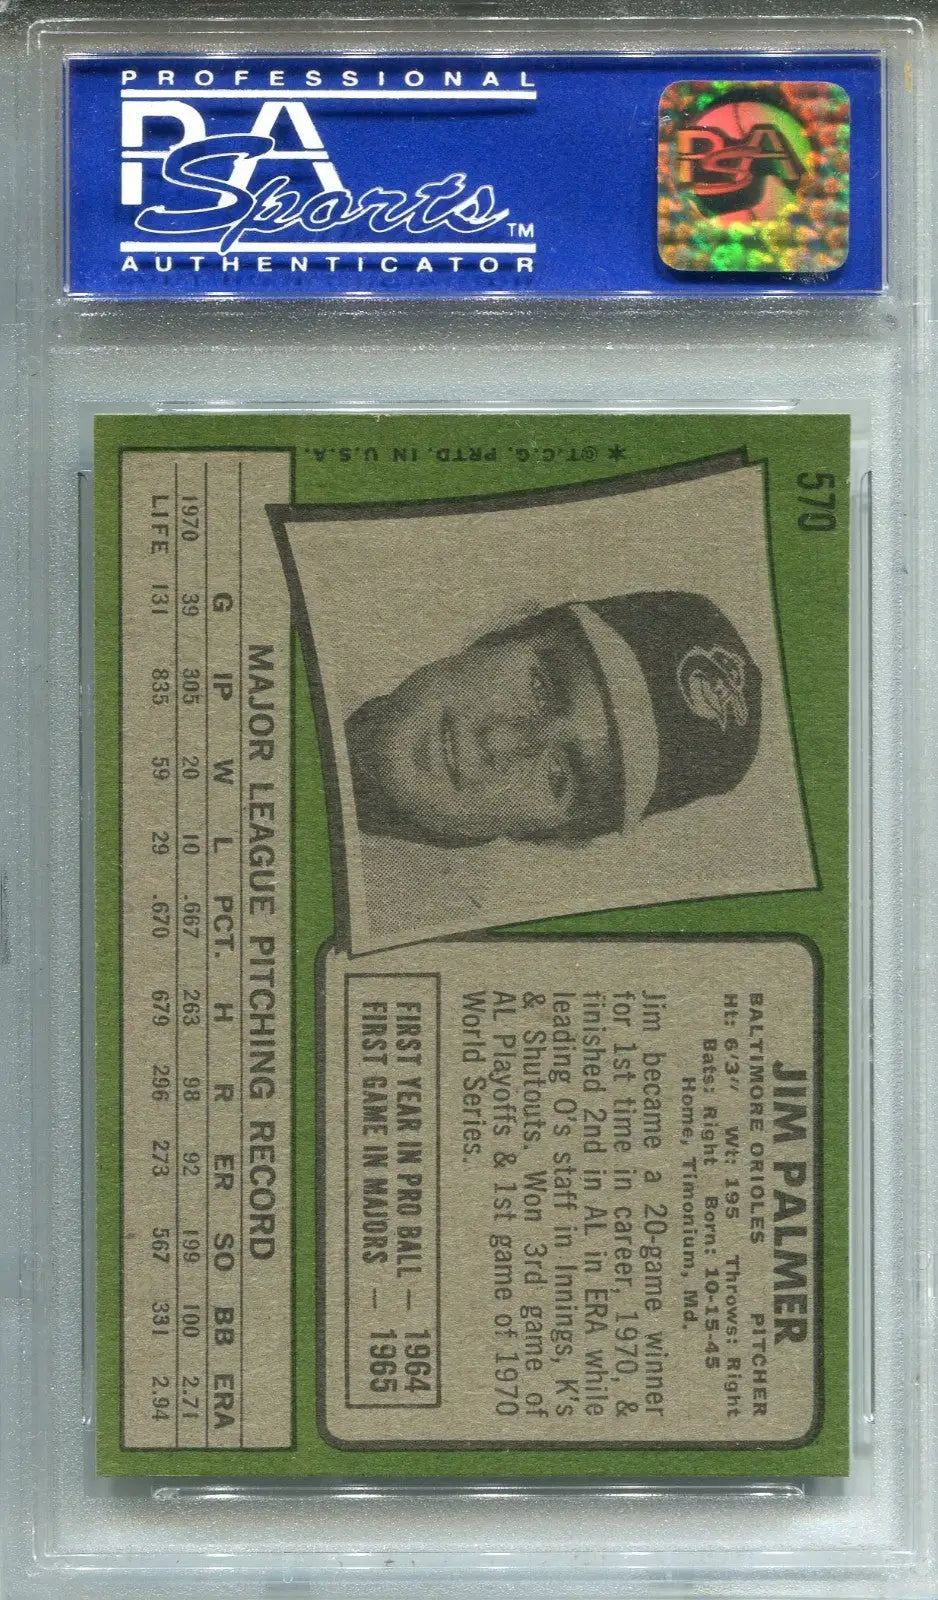 PROFESSIONAL
PSA
Sports™
AUTHENTICATOR
PSA
570
★ ©T.C.G. PRTD. IN U.S.A.
JIM PALMER
BALTIMORE ORIOLES PITCHER
Ht: 6'3" Wt: 195 Throws: Right
Bats: Right Born: 10-15-45
Home, Timonium, Md.
Jim became a 20-game winner
for 1st time in career, 1970, &
finished 2nd in AL in ERA while
leading O's staff in Innings, K's
& Shutouts. Won 3rd game of
AL Playoffs & 1st game of 1970
World Series.
FIRST YEAR IN PRO BALL — 1964
FIRST GAME IN MAJORS — 1965
MAJOR LEAGUE PITCHING RECORD
G IP W L PCT. H R ER SO BB ERA
1970 39 305 20 10 .667 263 98 92 199 100 2.71
LIFE 131 835 59 29 .670 679 296 273 567 331 2.94